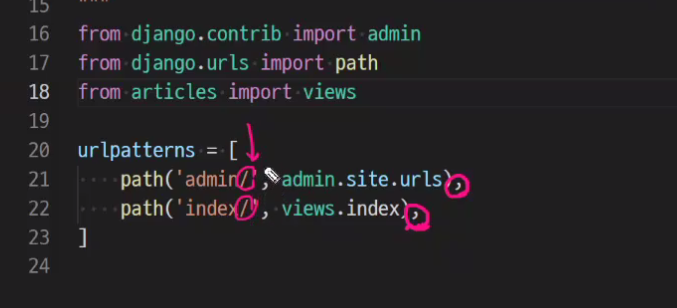 15
"""
16 from django.contrib import admin
17 from django.urls import path
18 from articles import views
19
20 urlpatterns = [
21 path('admin/', admin.site.urls),
22 path('index/', views.index),
23 ]
24